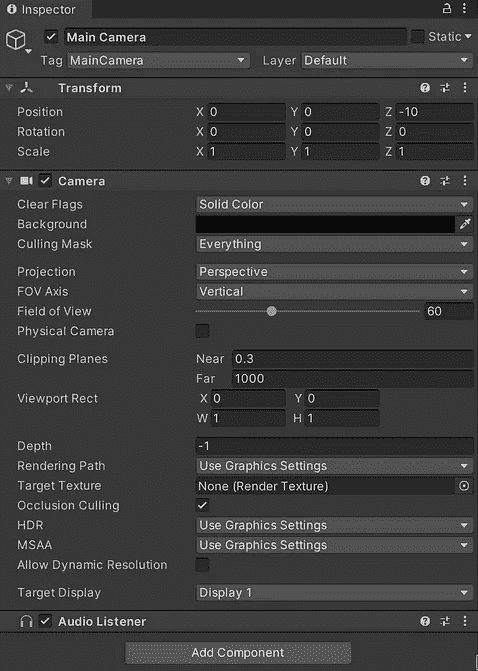 Inspector
Main Camera Static
Tag MainCamera Layer Default
Transform
Position X 0 Y 0 Z -10
Rotation X 0 Y 0 Z 0
Scale X 1 Y 1 Z 1
Camera
Clear Flags Solid Color
Background
Culling Mask Everything
Projection Perspective
FOV Axis Vertical
Field of View 60
Physical Camera
Clipping Planes Near 0.3
Far 1000
Viewport Rect X 0 Y 0
W 1 H 1
Depth -1
Rendering Path Use Graphics Settings
Target Texture None (Render Texture)
Occlusion Culling
HDR Use Graphics Settings
MSAA Use Graphics Settings
Allow Dynamic Resolution
Target Display Display 1
Audio Listener
Add Component